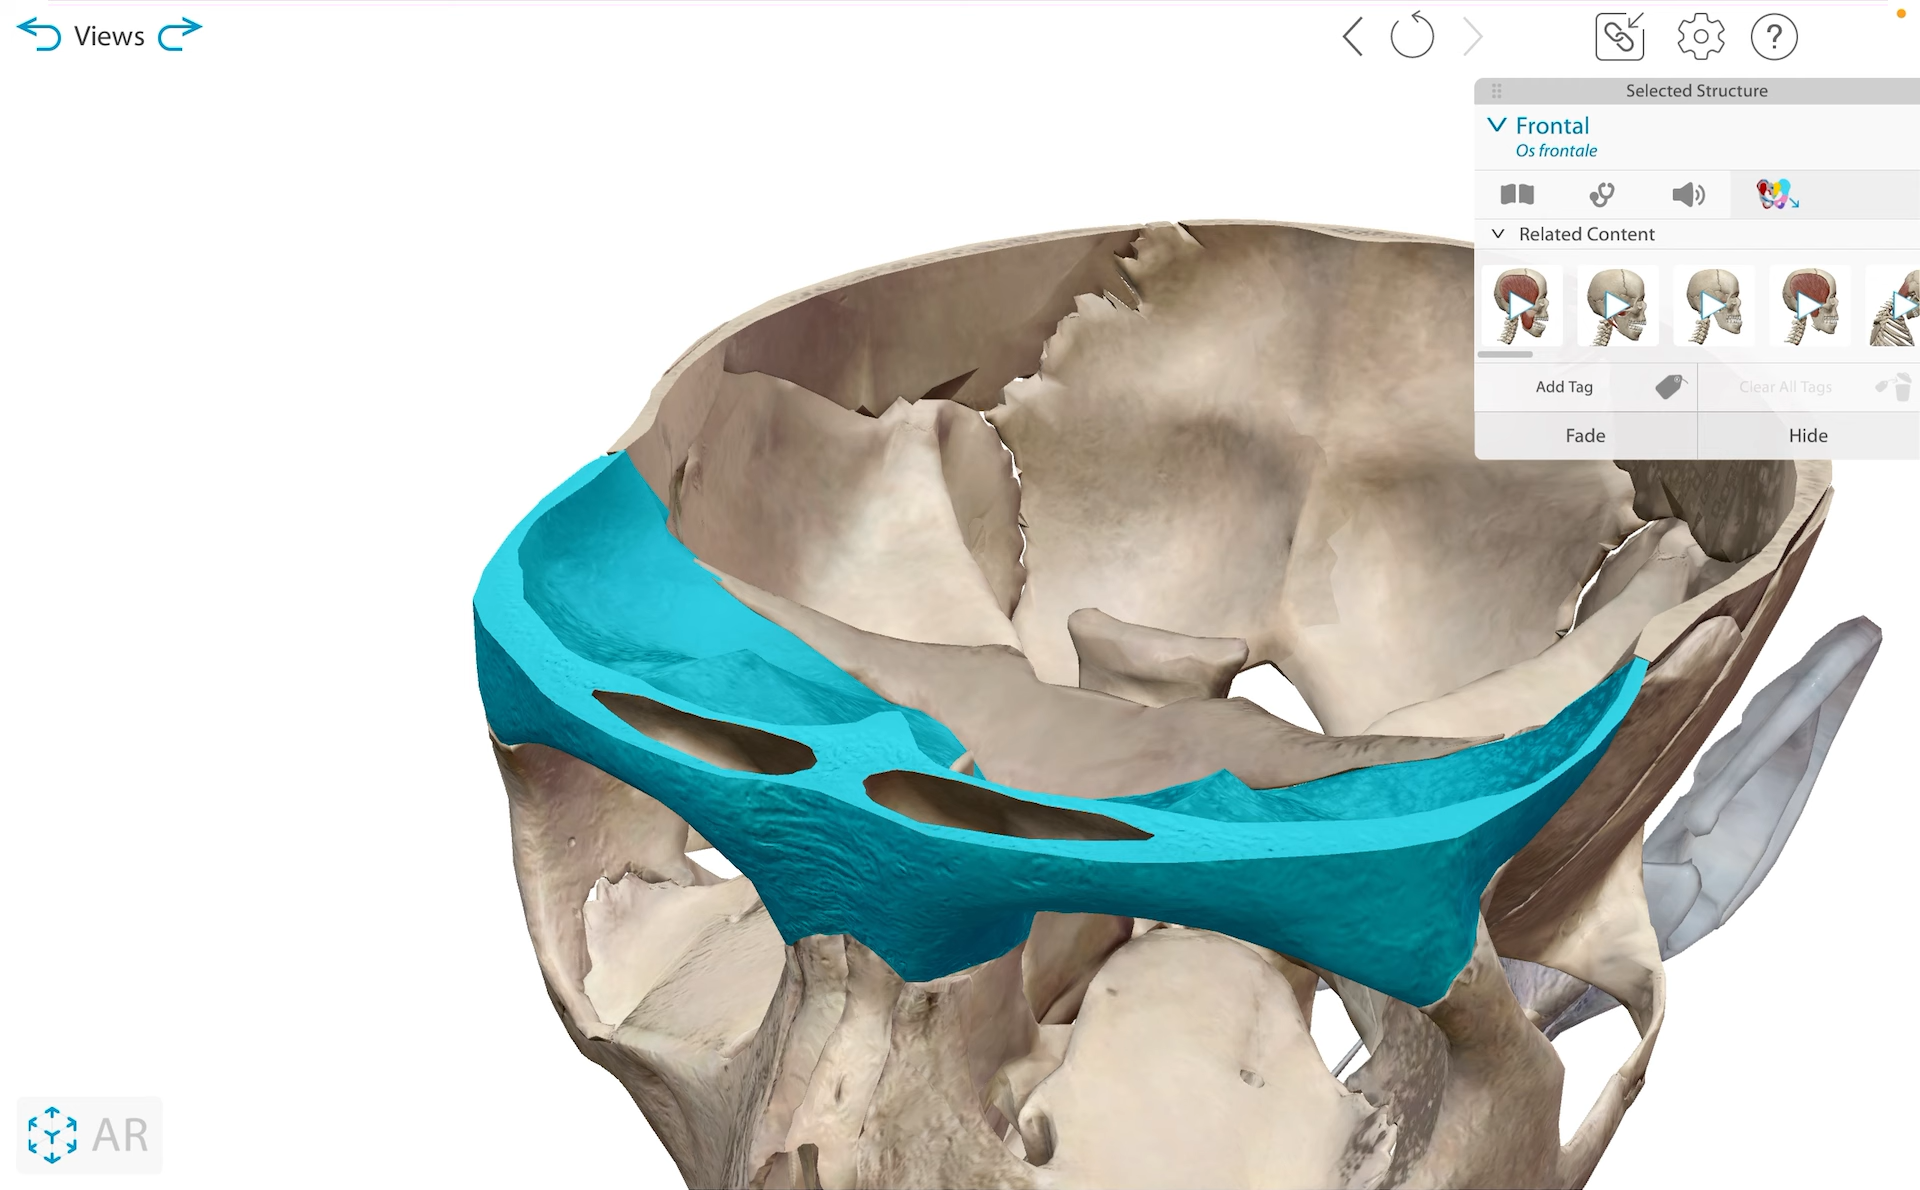 Views
?
Selected Structure
Frontal
Os frontale
Related Content
Add Tag
Clear All Tags
Fade
Hide
AR